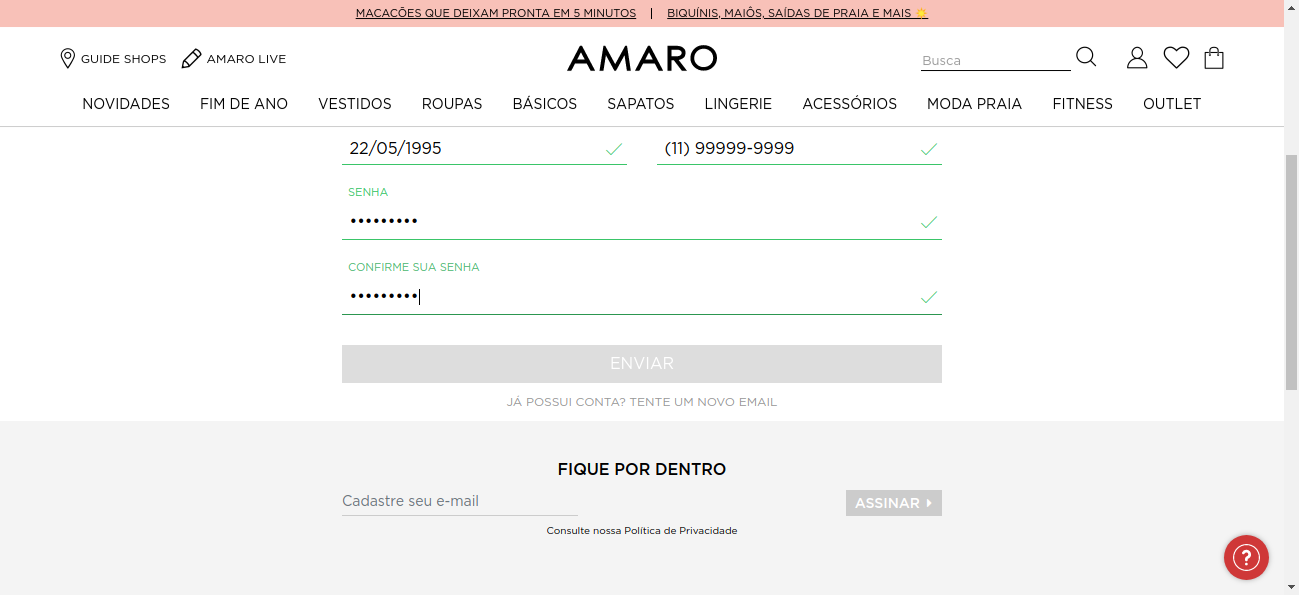 MACACÕES QUE DEIXAM PRONTA EM 5 MINUTOS | BIQUÍNIS, MAIÔS, SAÍDAS DE PRAIA E MAIS ☀️
GUIDE SHOPS AMARO LIVE AMARO Busca
NOVIDADES FIM DE ANO VESTIDOS ROUPAS BÁSICOS SAPATOS LINGERIE ACESSÓRIOS MODA PRAIA FITNESS OUTLET
22/05/1995 (11) 99999-9999
SENHA
•••••••••
CONFIRME SUA SENHA
•••••••••
ENVIAR
JÁ POSSUI CONTA? TENTE UM NOVO EMAIL
FIQUE POR DENTRO
Cadastre seu e-mail ASSINAR
Consulte nossa Política de Privacidade
?